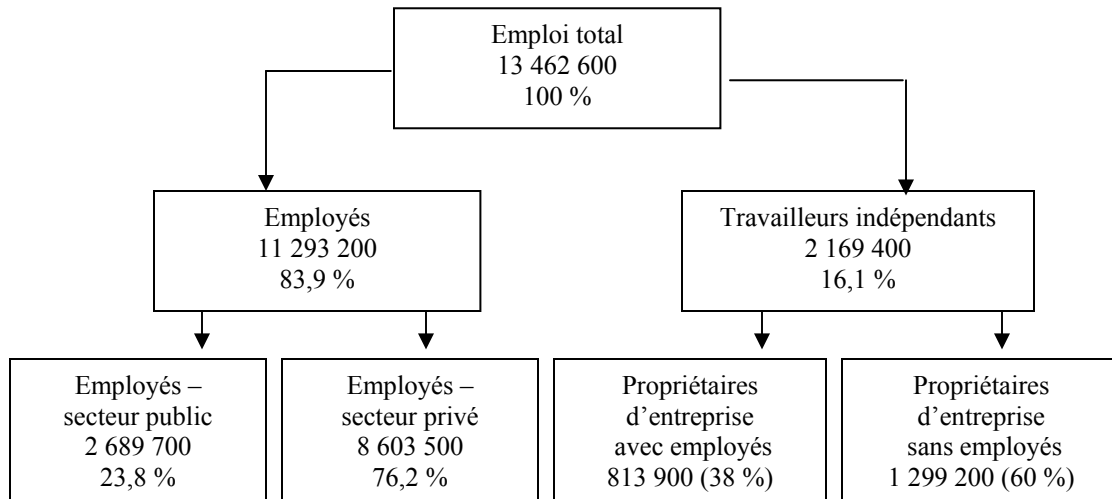 Emploi total
13 462 600
100 %
Employés
11 293 200
83,9 %
Travailleurs indépendants
2 169 400
16,1 %
Employés –
secteur public
2 689 700
23,8 %
Employés –
secteur privé
8 603 500
76,2 %
Propriétaires
d’entreprise
avec employés
813 900 (38 %)
Propriétaires
d’entreprise
sans employés
1 299 200 (60 %)